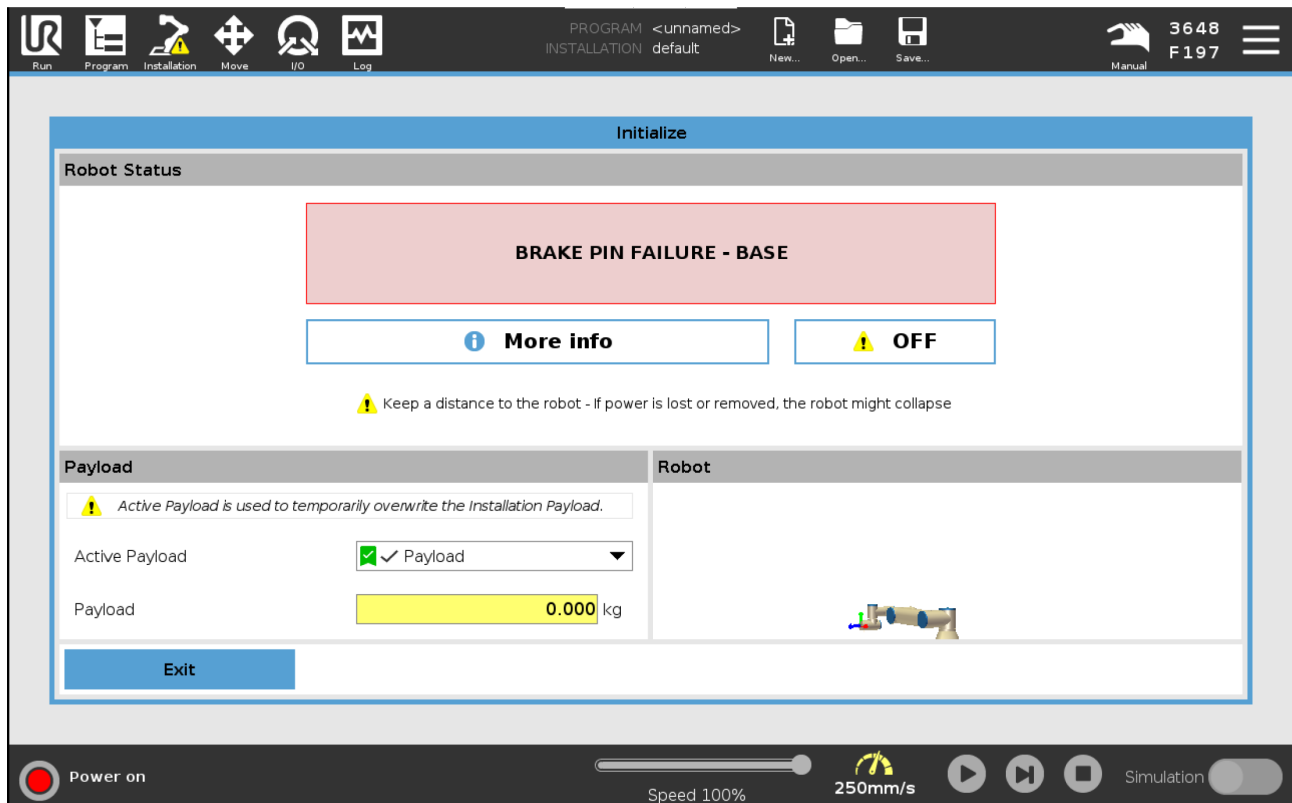 PROGRAM <unnamed>
INSTALLATION default
3648
F197
UR
Run
Program
Installation
Move
I/O
Log
New...
Open...
Save...
Manual
Initialize
Robot Status
BRAKE PIN FAILURE - BASE
More info
OFF
Keep a distance to the robot - If power is lost or removed, the robot might collapse
Payload
Robot
Active Payload is used to temporarily overwrite the Installation Payload.
Active Payload
Payload
Payload
0.000 kg
Exit
Power on
Speed 100%
250mm/s
Simulation